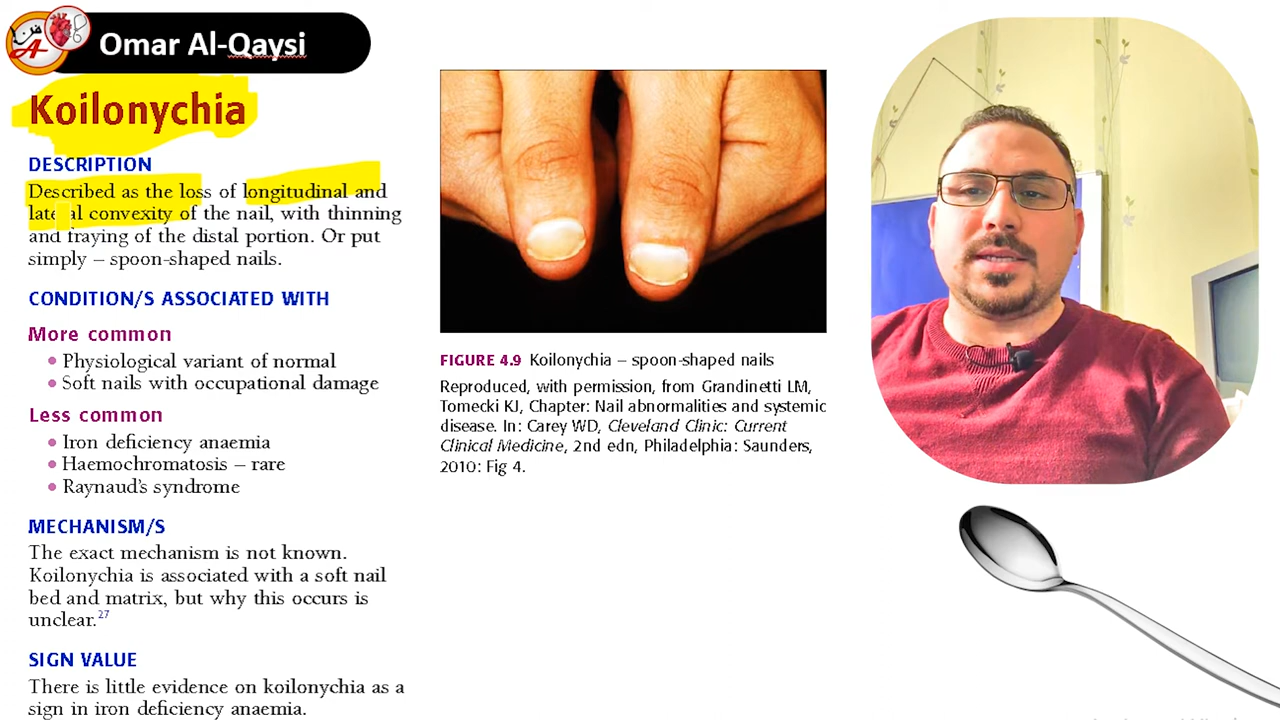 Omar Al-Qaysi
Koilonychia
DESCRIPTION
Described as the loss of longitudinal and
lateral convexity of the nail, with thinning
and fraying of the distal portion. Or put
simply – spoon-shaped nails.
CONDITION/S ASSOCIATED WITH
More common
• Physiological variant of normal
• Soft nails with occupational damage
Less common
• Iron deficiency anaemia
• Haemochromatosis – rare
• Raynaud's syndrome
MECHANISM/S
The exact mechanism is not known.
Koilonychia is associated with a soft nail
bed and matrix, but why this occurs is
unclear.27
SIGN VALUE
There is little evidence on koilonychia as a
sign in iron deficiency anaemia.
FIGURE 4.9 Koilonychia – spoon-shaped nails
Reproduced, with permission, from Grandinetti LM,
Tomecki KJ, Chapter: Nail abnormalities and systemic
disease. In: Carey WD, Cleveland Clinic: Current
Clinical Medicine, 2nd edn, Philadelphia: Saunders,
2010: Fig 4.